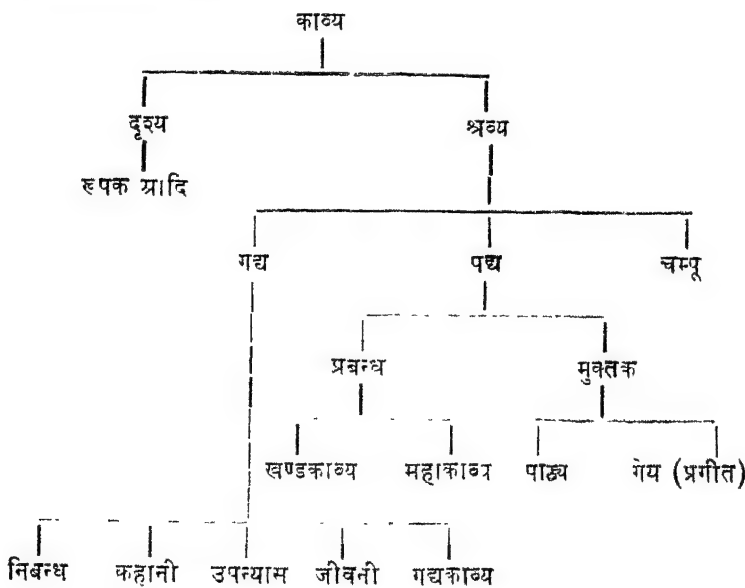 काव्य
दृश्य श्रव्य
रूपक आदि
गद्य पद्य चम्पू
प्रबन्ध मुक्तक
खण्डकाव्य महाकाव्य पाठ्य गेय (प्रगीत)
निबन्ध कहानी उपन्यास जीवनी गद्यकाव्य